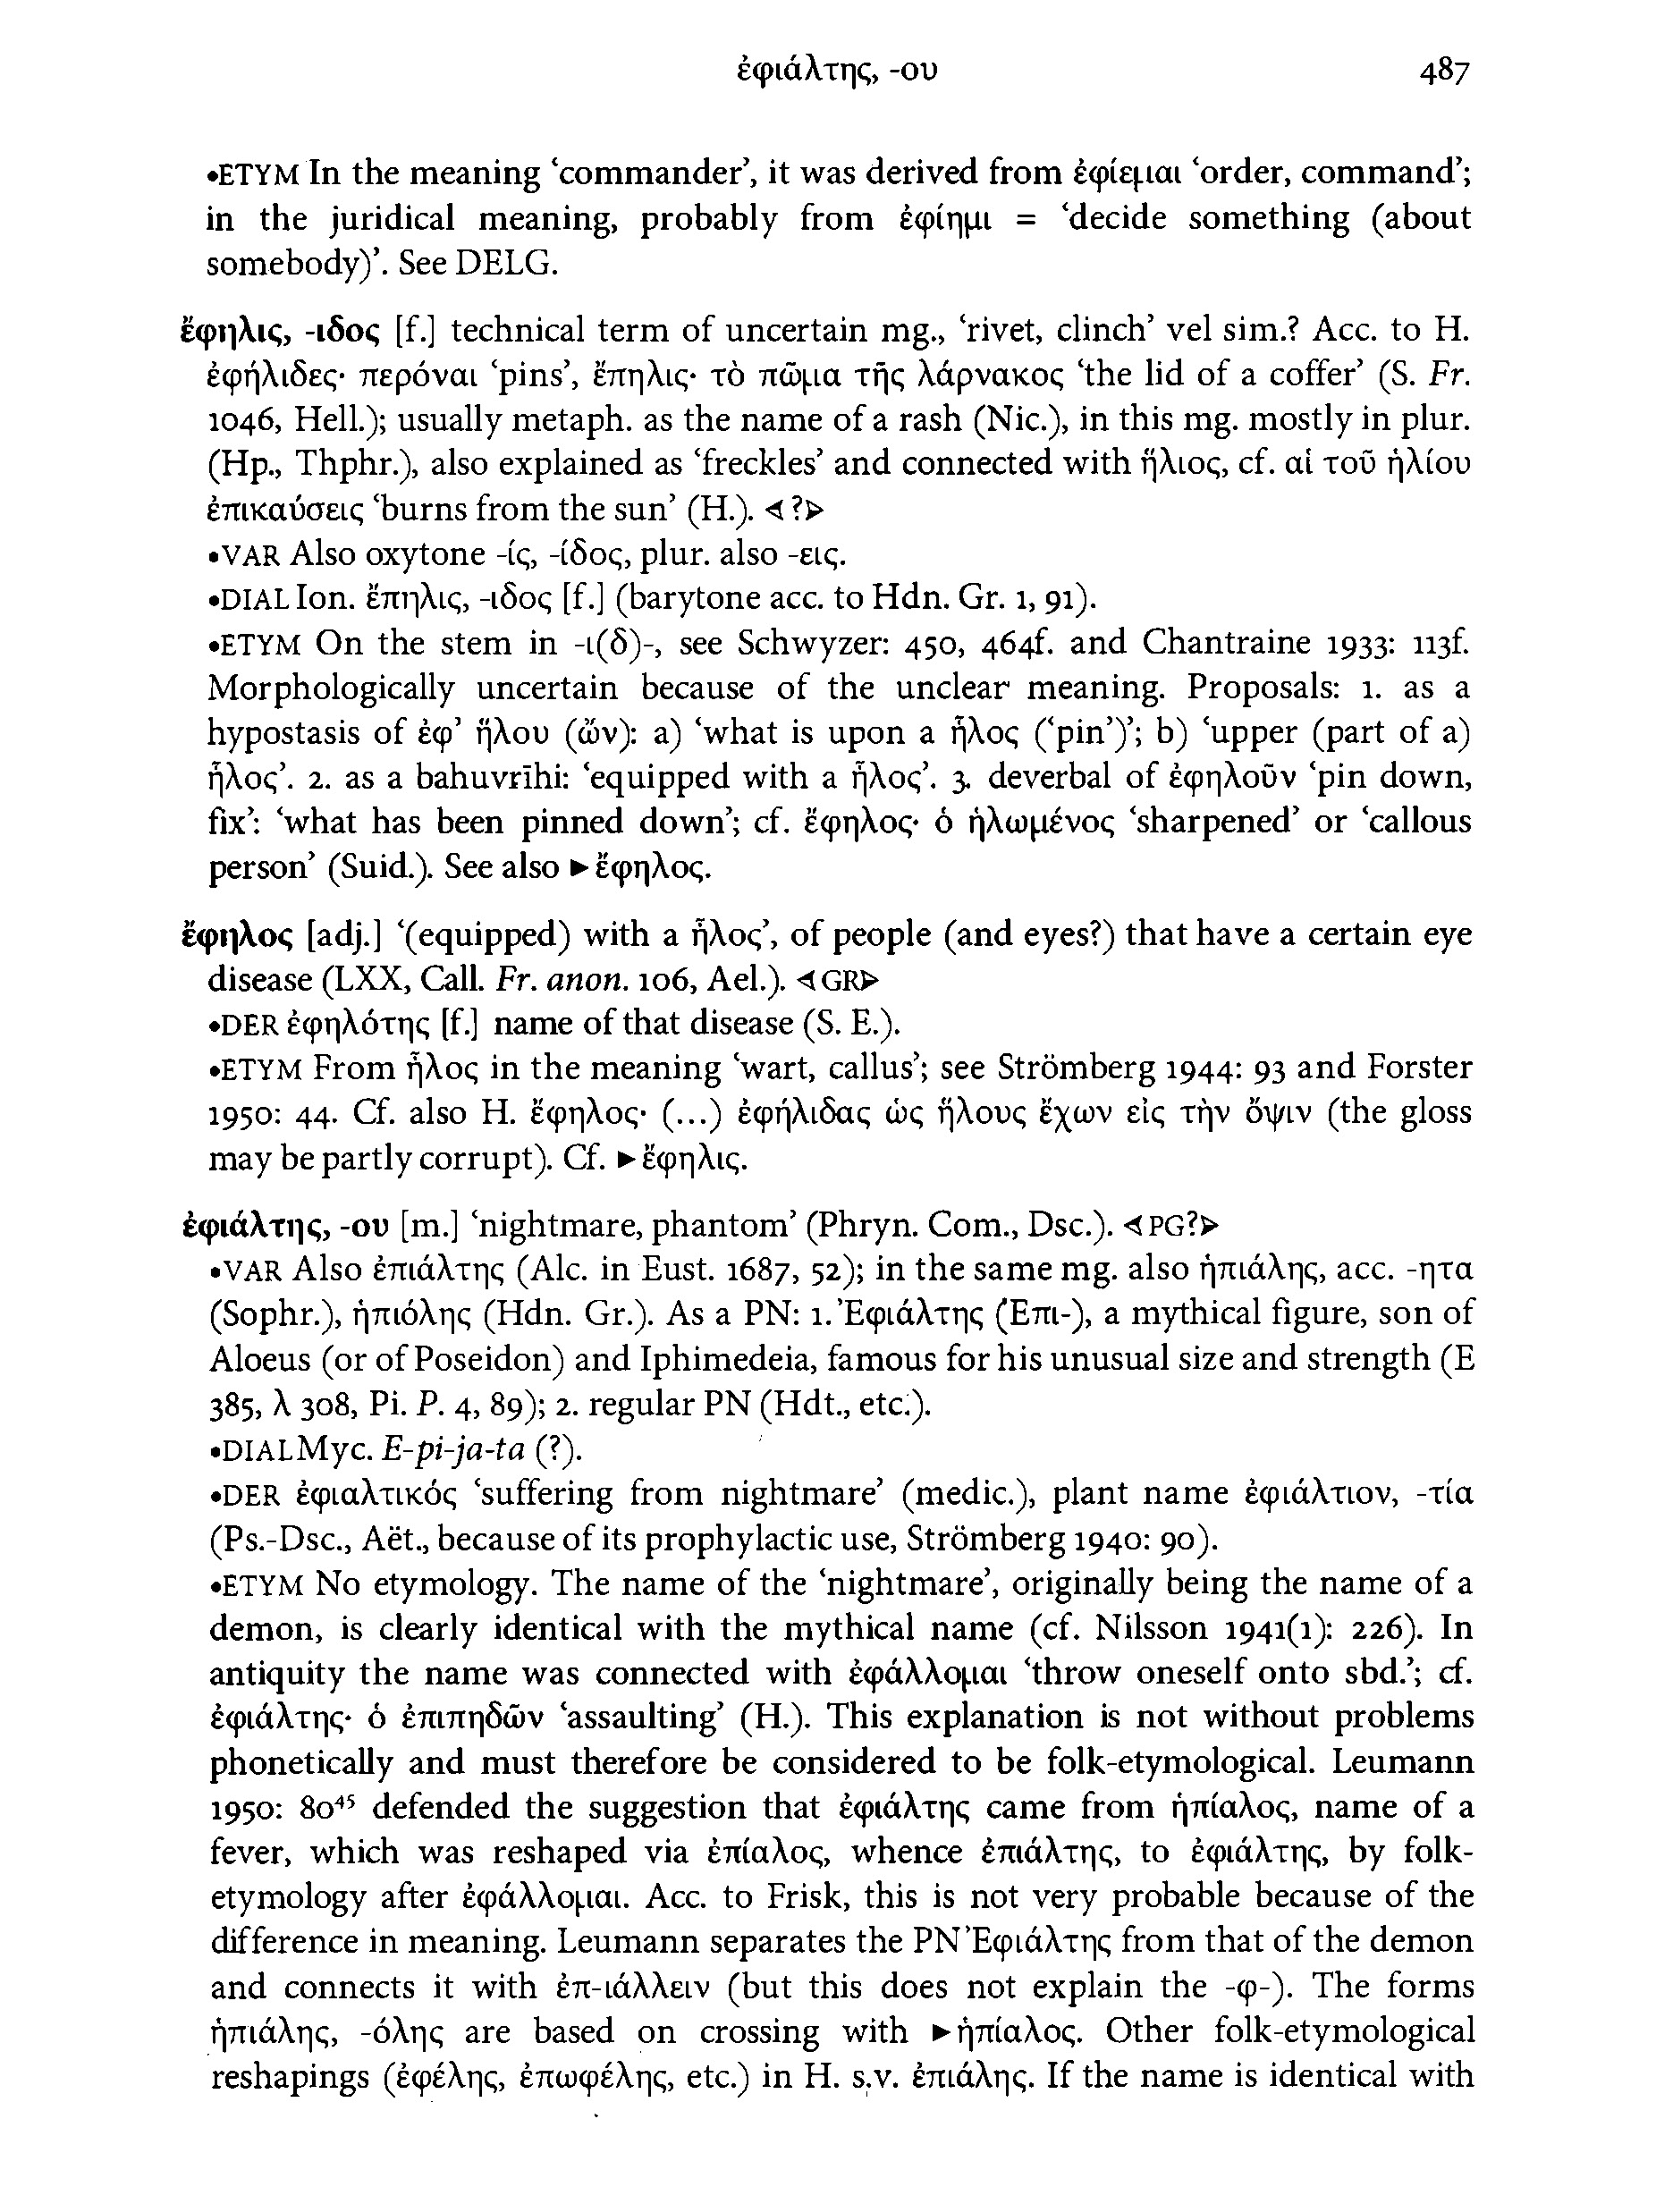 ἐφιάλτης, -ου 487
•ETYM In the meaning ‘commander’, it was derived from ἐφίεμαι ‘order, command’;
in the juridical meaning, probably from ἐφίημι = ‘decide something (about
somebody)’. See DELG.
ἔφηλις, -ιδος [f.] technical term of uncertain mg., ‘rivet, clinch’ vel sim.? Acc. to H.
ἐφήλιδες· περόναι ‘pins’, ἔπηλις· τὸ πῶμα τῆς λάρνακος ‘the lid of a coffer’ (S. Fr.
1046, Hell.); usually metaph. as the name of a rash (Nic.), in this mg. mostly in plur.
(Hp., Thphr.), also explained as ‘freckles’ and connected with ἥλιος, cf. αἱ τοῦ ἡλίου
ἐπικαύσεις ‘burns from the sun’ (H.). ⊲?⊳
•VAR Also oxytone -ίς, -ίδος, plur. also -εις.
•DIAL Ion. ἔπηλις, -ιδος [f.] (barytone acc. to Hdn. Gr. 1, 91).
•ETYM On the stem in -ι(δ)-, see Schwyzer: 450, 464f. and Chantraine 1933: 113f.
Morphologically uncertain because of the unclear meaning. Proposals: 1. as a
hypostasis of ἐφ’ ἥλου (ὤν): a) ‘what is upon a ἧλος (‘pin’)’; b) ‘upper (part of a)
ἧλος’. 2. as a bahuvrīhi: ‘equipped with a ἧλος’. 3. deverbal of ἐφηλοῦν ‘pin down,
fix’: ‘what has been pinned down’; cf. ἔφηλος· ὁ ἡλωμένος ‘sharpened’ or ‘callous
person’ (Suid.). See also ►ἔφηλος.
ἔφηλος [adj.] ‘(equipped) with a ἧλος’, of people (and eyes?) that have a certain eye
disease (LXX, Call. Fr. anon. 106, Ael.). ⊲GR⊳
•DER ἐφηλότης [f.] name of that disease (S. E.).
•ETYM From ἧλος in the meaning ‘wart, callus’; see Strömberg 1944: 93 and Forster
1950: 44. Cf. also H. ἔφηλος· (...) ἐφήλιδας ὡς ἥλους ἔχων εἰς τὴν ὄψιν (the gloss
may be partly corrupt). Cf. ►ἔφηλις.
ἐφιάλτης, -ου [m.] ‘nightmare, phantom’ (Phryn. Com., Dsc.). ⊲PG?⊳
•VAR Also ἐπιάλτης (Alc. in Eust. 1687, 52); in the same mg. also ἠπιάλης, acc. -ητα
(Sophr.), ἠπιόλης (Hdn. Gr.). As a PN: 1. Ἐφιάλτης (Ἐπι-), a mythical figure, son of
Aloeus (or of Poseidon) and Iphimedeia, famous for his unusual size and strength (E
385, λ 308, Pi. P. 4, 89); 2. regular PN (Hdt., etc.).
•DIAL Myc. E-pi-ja-ta (?).
•DER ἐφιαλτικός ‘suffering from nightmare’ (medic.), plant name ἐφιάλτιον, -τία
(Ps.-Dsc., Aët., because of its prophylactic use, Strömberg 1940: 90).
•ETYM No etymology. The name of the ‘nightmare’, originally being the name of a
demon, is clearly identical with the mythical name (cf. Nilsson 1941(1): 226). In
antiquity the name was connected with ἐφάλλομαι ‘throw oneself onto sbd.’; cf.
ἐφιάλτης· ὁ ἐπιπηδῶν ‘assaulting’ (H.). This explanation is not without problems
phonetically and must therefore be considered to be folk-etymological. Leumann
1950: 80⁴⁵ defended the suggestion that ἐφιάλτης came from ἠπίαλος, name of a
fever, which was reshaped via ἐπίαλος, whence ἐπιάλτης, to ἐφιάλτης, by folk-
etymology after ἐφάλλομαι. Acc. to Frisk, this is not very probable because of the
difference in meaning. Leumann separates the PN Ἐφιάλτης from that of the demon
and connects it with ἐπ-ιάλλειν (but this does not explain the -φ-). The forms
ἠπιάλης, -όλης are based on crossing with ►ἠπίαλος. Other folk-etymological
reshapings (ἐφέλης, ἐπωφέλης, etc.) in H. s.v. ἐπιάλης. If the name is identical with